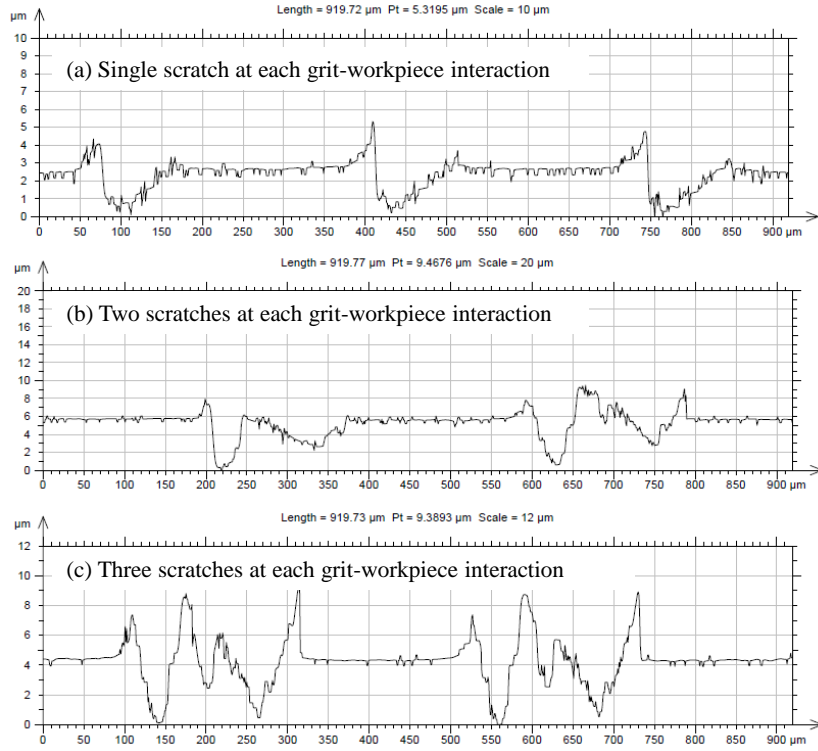 Length = 919.72 µm Pt = 5.3195 µm Scale = 10 µm
µm
10
9
8
7
6
5
4
3
2
1
0
(a) Single scratch at each grit-workpiece interaction
0 50 100 150 200 250 300 350 400 450 500 550 600 650 700 750 800 850 900 µm
Length = 919.77 µm Pt = 9.4676 µm Scale = 20 µm
µm
20
18
16
14
12
10
8
6
4
2
0
(b) Two scratches at each grit-workpiece interaction
0 50 100 150 200 250 300 350 400 450 500 550 600 650 700 750 800 850 900 µm
Length = 919.73 µm Pt = 9.3893 µm Scale = 12 µm
µm
12
10
8
6
4
2
0
(c) Three scratches at each grit-workpiece interaction
0 50 100 150 200 250 300 350 400 450 500 550 600 650 700 750 800 850 900 µm